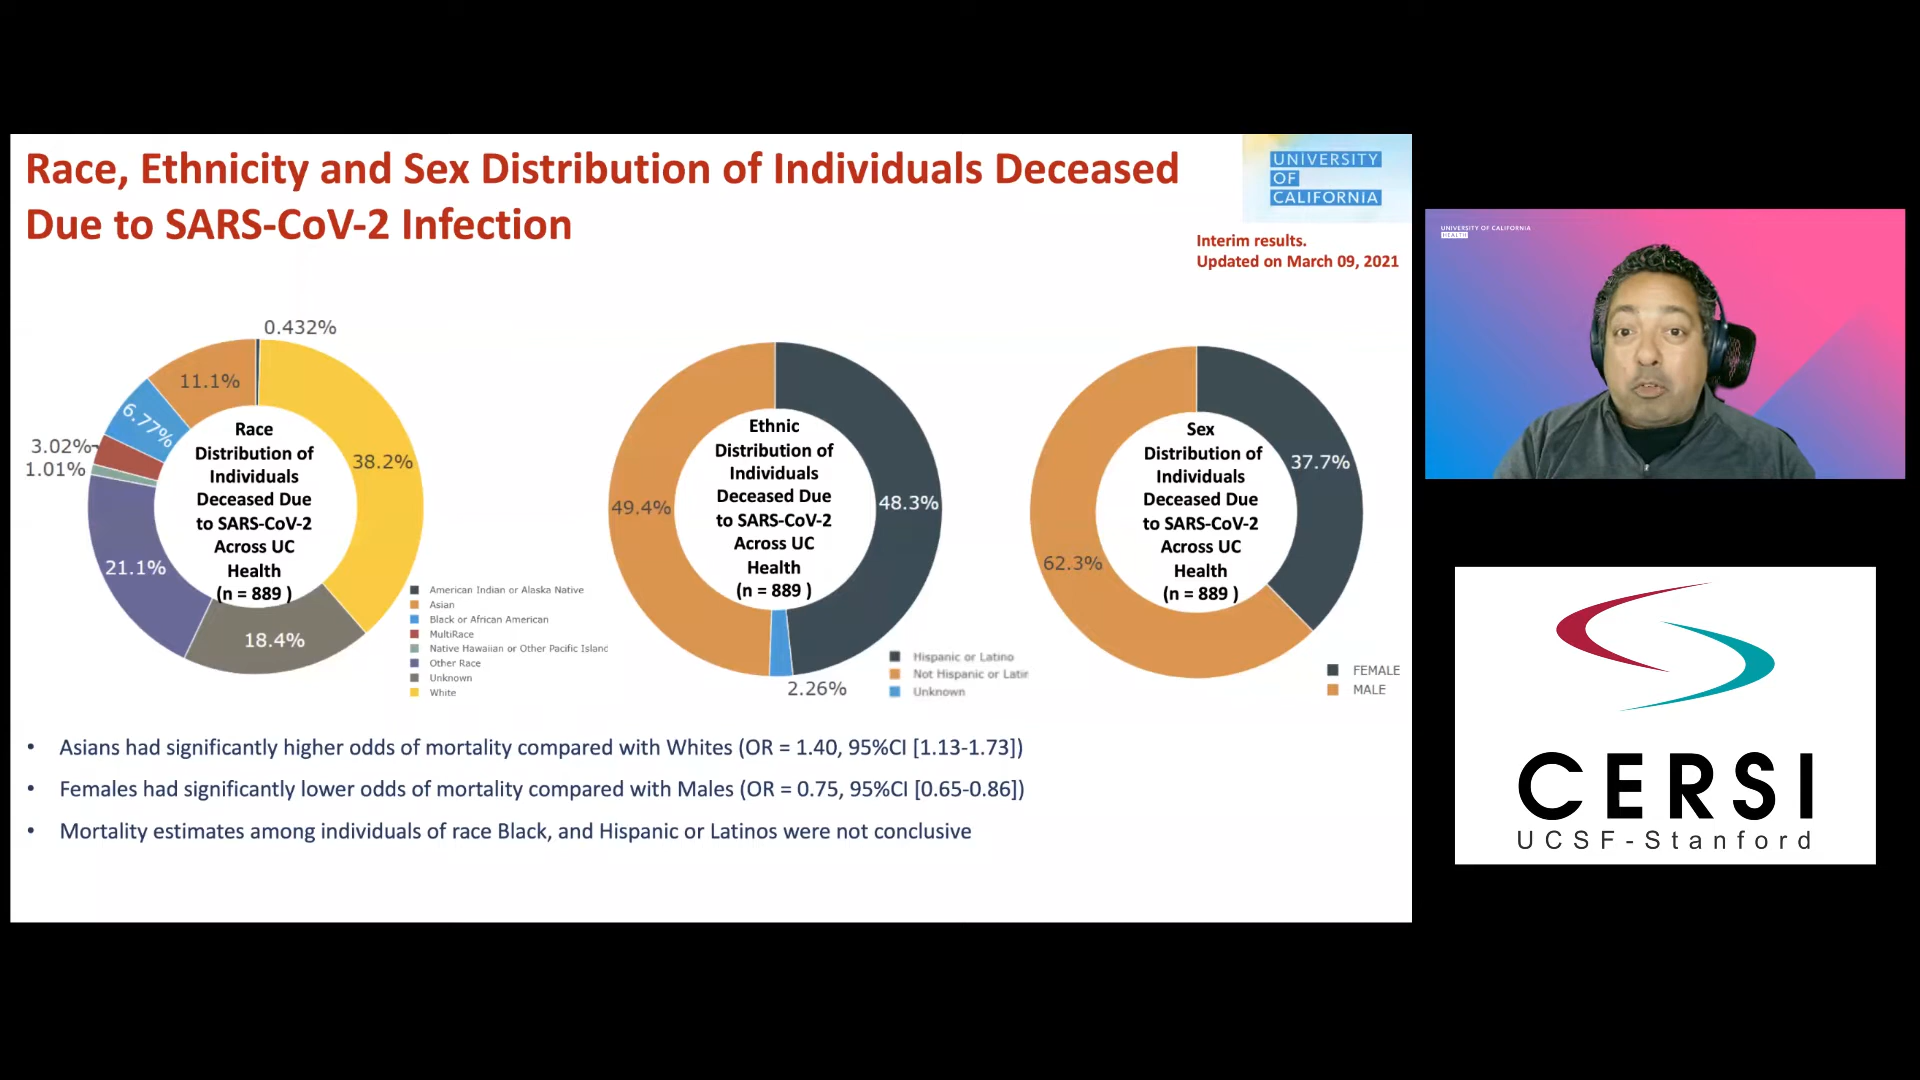 Race, Ethnicity and Sex Distribution of Individuals Deceased
Due to SARS-CoV-2 Infection
UNIVERSITY
OF
CALIFORNIA
Interim results.
Updated on March 09, 2021
0.432%
11.1%
6.77%
3.02%
1.01%
38.2%
21.1%
18.4%
Race
Distribution of
Individuals
Deceased Due
to SARS-CoV-2
Across UC
Health
(n = 889 )
American Indian or Alaska Native
Asian
Black or African American
MultiRace
Native Hawaiian or Other Pacific Islanc
Other Race
Unknown
White
49.4%
48.3%
2.26%
Ethnic
Distribution of
Individuals
Deceased Due
to SARS-CoV-2
Across UC
Health
(n = 889 )
Hispanic or Latino
Not Hispanic or Latir
Unknown
37.7%
62.3%
Sex
Distribution of
Individuals
Deceased Due
to SARS-CoV-2
Across UC
Health
(n = 889 )
FEMALE
MALE
• Asians had significantly higher odds of mortality compared with Whites (OR = 1.40, 95%CI [1.13-1.73])
• Females had significantly lower odds of mortality compared with Males (OR = 0.75, 95%CI [0.65-0.86])
• Mortality estimates among individuals of race Black, and Hispanic or Latinos were not conclusive
UNIVERSITY OF CALIFORNIA
HEALTH
CERSI
UCSF-Stanford